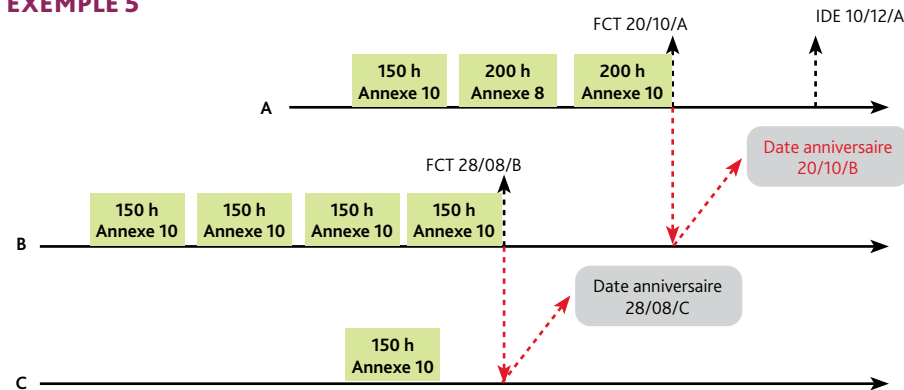 EXEMPLE 5
FCT 20/10/A
IDE 10/12/A
150 h
Annexe 10
200 h
Annexe 8
200 h
Annexe 10
A
Date anniversaire
20/10/B
FCT 28/08/B
150 h
Annexe 10
150 h
Annexe 10
150 h
Annexe 10
150 h
Annexe 10
B
Date anniversaire
28/08/C
150 h
Annexe 10
C